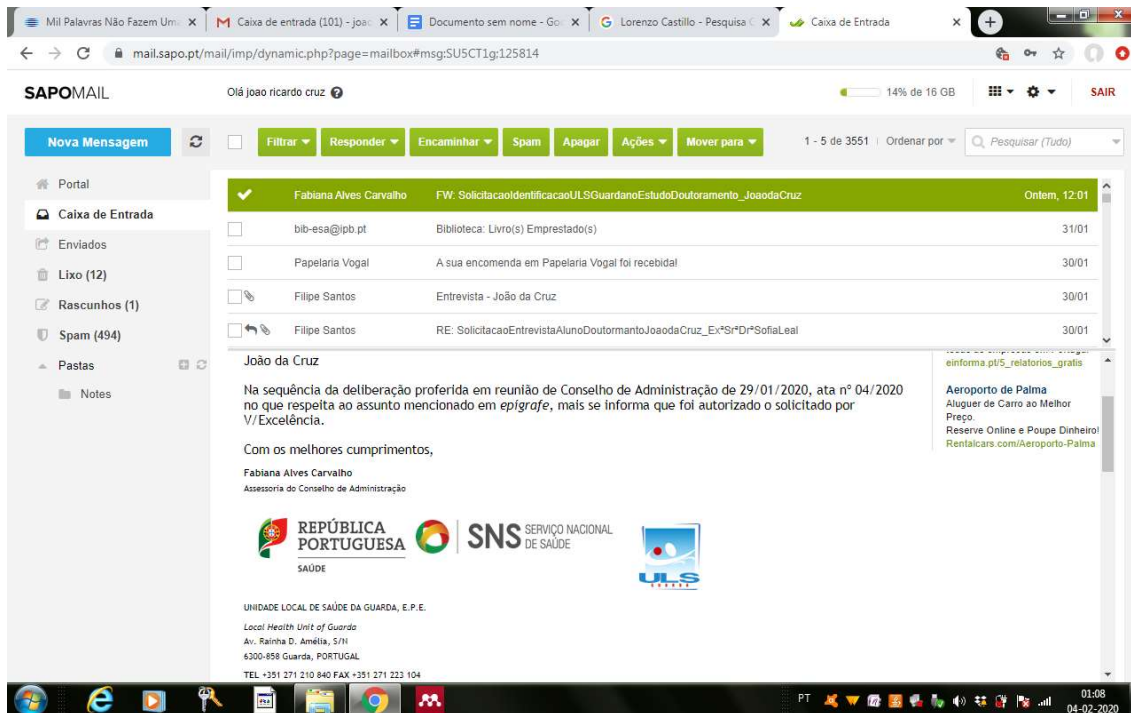 Mil Palavras Não Fazem Um
Caixa de entrada (101) - joac
Documento sem nome - Go
Lorenzo Castillo - Pesquisa
Caixa de Entrada
mail.sapo.pt/mail/imp/dynamic.php?page=mailbox#msg:SU5CT1g:125814
SAPOMAIL
Olá joao ricardo cruz
14% de 16 GB
SAIR
Nova Mensagem
Filtrar
Responder
Encaminhar
Spam
Apagar
Ações
Mover para
1 - 5 de 3551
Ordenar por
Pesquisar (Tudo)
Portal
Caixa de Entrada
Enviados
Lixo (12)
Rascunhos (1)
Spam (494)
Pastas
Notes
Fabiana Alves Carvalho FW: SolicitacaoIdentificacaoULSGuardanoEstudoDoutoramento_JoaodaCruz Ontem, 12:01
bib-esa@ipb.pt Biblioteca: Livro(s) Emprestado(s) 31/01
Papelaria Vogal A sua encomenda em Papelaria Vogal foi recebida! 30/01
Filipe Santos Entrevista - João da Cruz 30/01
Filipe Santos RE: SolicitacaoEntrevistaAlunoDoutormantoJoaodaCruz_ExªSrªDrªSofiaLeal 30/01
João da Cruz
Na sequência da deliberação proferida em reunião de Conselho de Administração de 29/01/2020, ata nº 04/2020
no que respeita ao assunto mencionado em epigrafe, mais se informa que foi autorizado o solicitado por
V/Excelência.
Com os melhores cumprimentos,
Fabiana Alves Carvalho
Assessoria do Conselho de Administração
REPÚBLICA
PORTUGUESA
SAÚDE
SNS SERVIÇO NACIONAL
DE SAÚDE
ULS
UNIDADE LOCAL DE SAÚDE DA GUARDA, E.P.E.
Local Health Unit of Guarda
Av. Rainha D. Amélia, S/N
6300-858 Guarda, PORTUGAL
TEL +351 271 210 840 FAX +351 271 223 104
einforma.pt/5_relatorios_gratis
Aeroporto de Palma
Aluguer de Carro ao Melhor
Preço.
Reserve Online e Poupe Dinheiro!
Rentalcars.com/Aeroporto-Palma
PT
01:08
04-02-2020